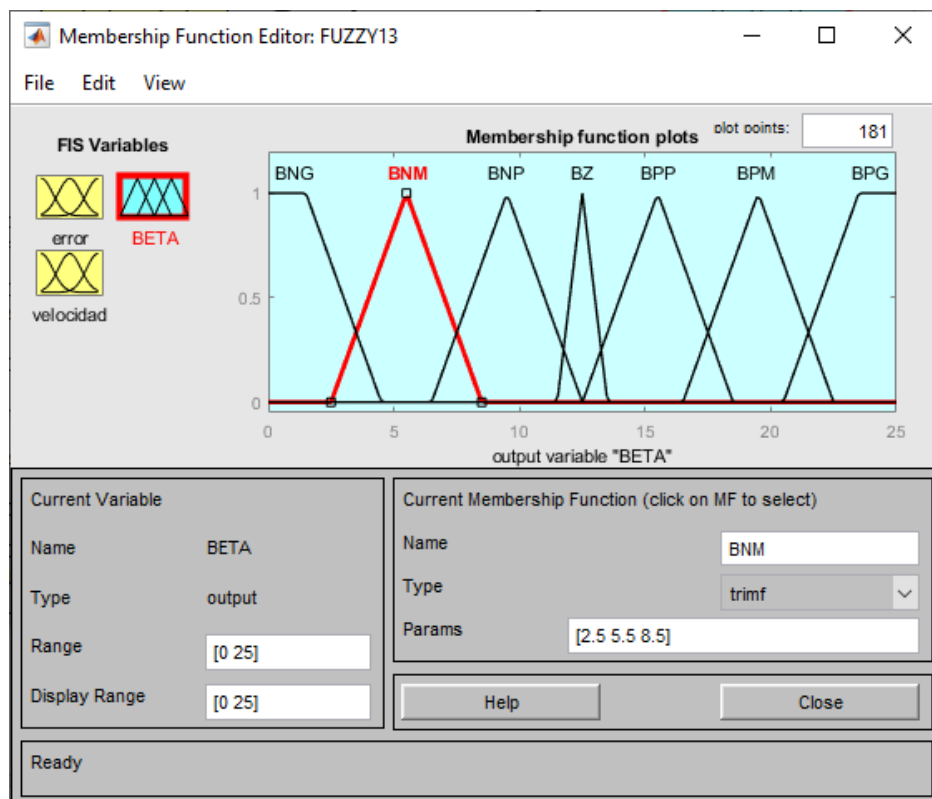 Membership Function Editor: FUZZY13
File Edit View
FIS Variables
error
BETA
velocidad
Membership function plots
plot points:
181
BNG BNM BNP BZ BPP BPM BPG
1
0.5
0
0 5 10 15 20 25
output variable "BETA"
Current Variable
Name BETA
Type output
Range [0 25]
Display Range [0 25]
Current Membership Function (click on MF to select)
Name BNM
Type trimf
Params [2.5 5.5 8.5]
Help Close
Ready